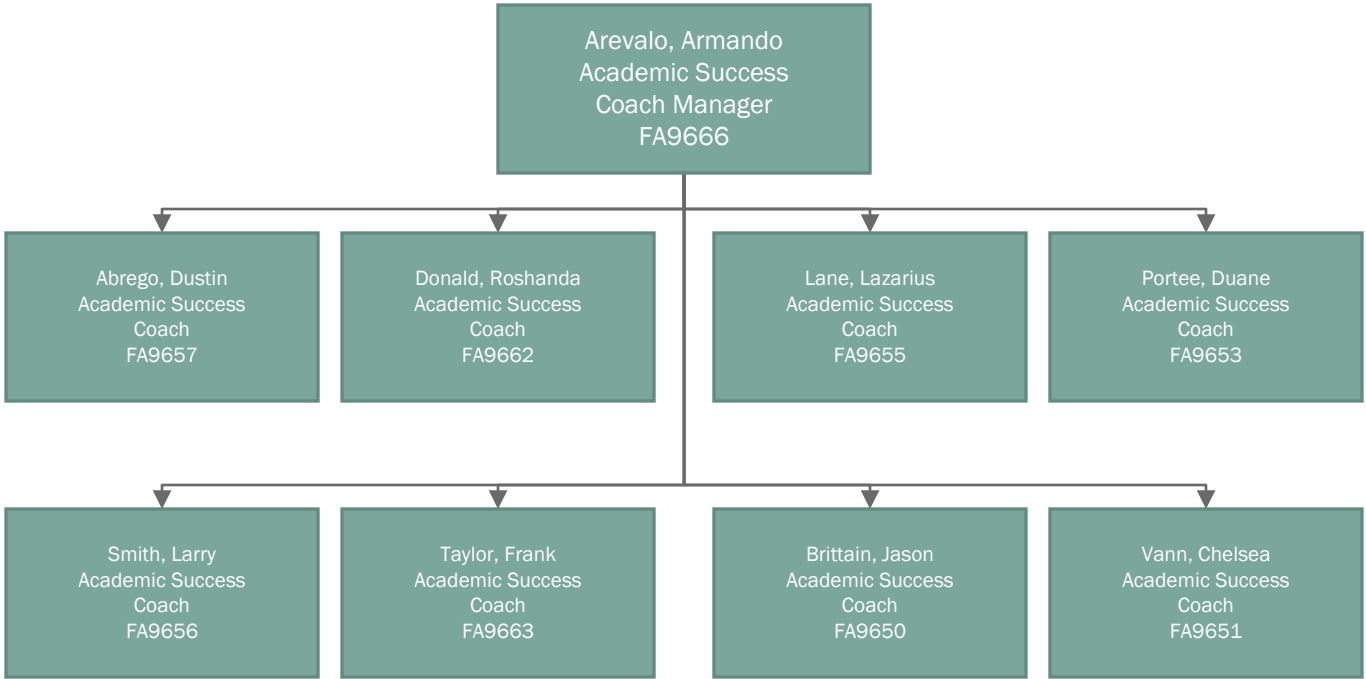 Arevalo, Armando
Academic Success
Coach Manager
FA9666
Abrego, Dustin
Academic Success
Coach
FA9657
Donald, Roshanda
Academic Success
Coach
FA9662
Lane, Lazarius
Academic Success
Coach
FA9655
Portee, Duane
Academic Success
Coach
FA9653
Smith, Larry
Academic Success
Coach
FA9656
Taylor, Frank
Academic Success
Coach
FA9663
Brittain, Jason
Academic Success
Coach
FA9650
Vann, Chelsea
Academic Success
Coach
FA9651